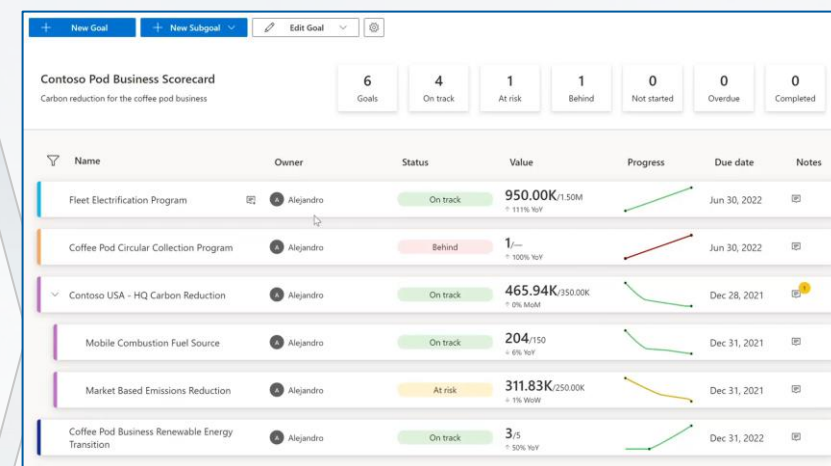 New Goal New Subgoal Edit Goal
Contoso Pod Business Scorecard
Carbon reduction for the coffee pod business
6 4 1 1 0 0 0
Goals On track At risk Behind Not started Overdue Completed
Name Owner Status Value Progress Due date Notes
Fleet Electrification Program A Alejandro On track 950.00K/1.50M Jun 30, 2022
↑ 111% YoY
Coffee Pod Circular Collection Program A Alejandro Behind 1/— Jun 30, 2022
↑ 100% YoY
Contoso USA - HQ Carbon Reduction A Alejandro On track 465.94K/350.00K Dec 28, 2021 1
↑ 0% MoM
Mobile Combustion Fuel Source A Alejandro On track 204/150 Dec 31, 2021
↓ 6% YoY
Market Based Emissions Reduction A Alejandro At risk 311.83K/250.00K Dec 31, 2021
↓ 1% WoW
Coffee Pod Business Renewable Energy
Transition A Alejandro On track 3/5 Dec 31, 2022
↑ 50% YoY